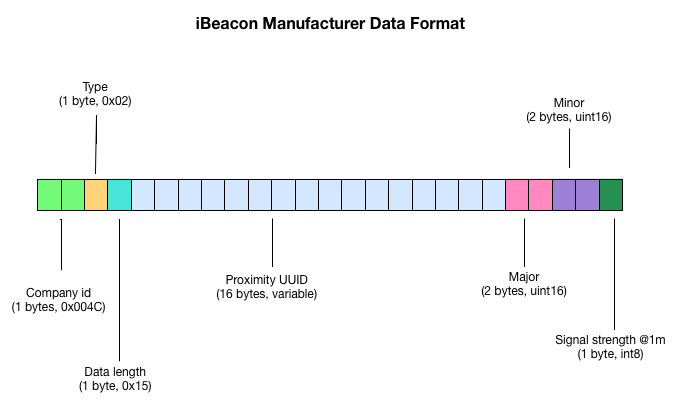 iBeacon Manufacturer Data Format
Type
(1 byte, 0x02)
Minor
(2 bytes, uint16)
Company id
(1 bytes, 0x004C)
Proximity UUID
(16 bytes, variable)
Major
(2 bytes, uint16)
Signal strength @1m
(1 byte, int8)
Data length
(1 byte, 0x15)